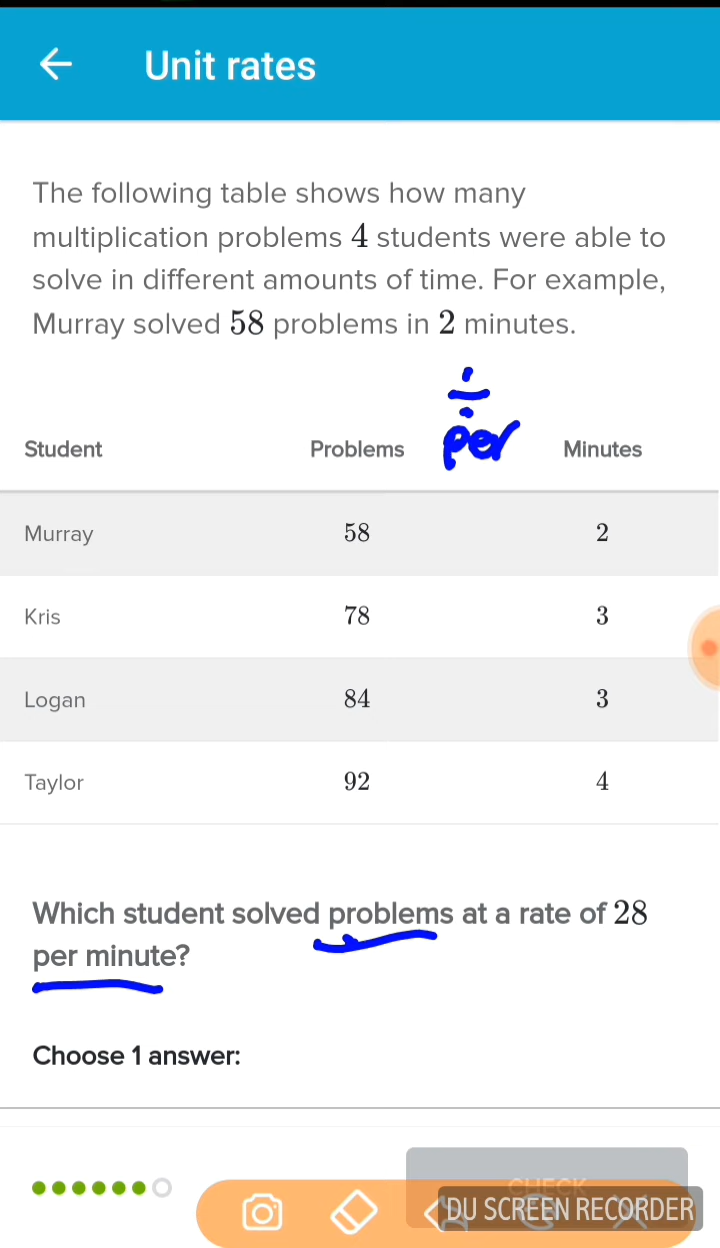 Unit rates
The following table shows how many
multiplication problems 4 students were able to
solve in different amounts of time. For example,
Murray solved 58 problems in 2 minutes.
÷
Student Problems per Minutes
Murray 58 2
Kris 78 3
Logan 84 3
Taylor 92 4
Which student solved problems at a rate of 28
per minute?
Choose 1 answer:
CHECK
DU SCREEN RECORDER